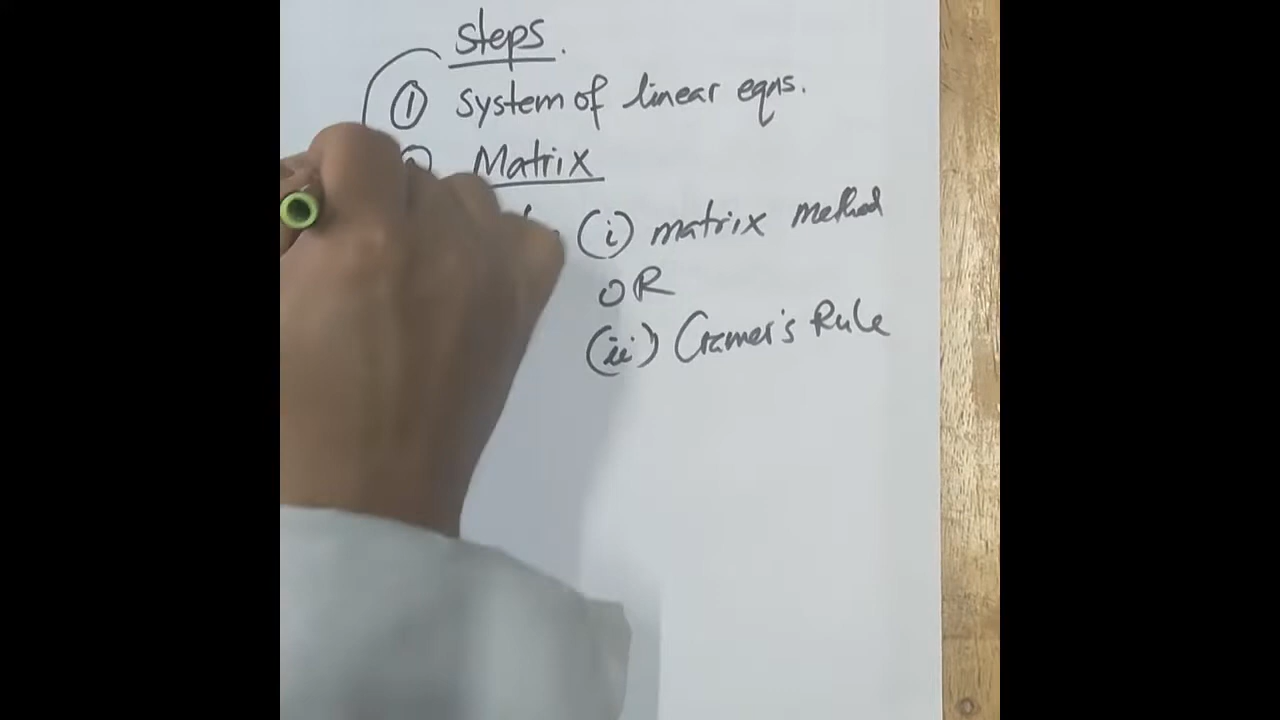 Steps.
① System of linear eqns.
Matrix
(i) matrix method
OR
(ii) Cramer's Rule